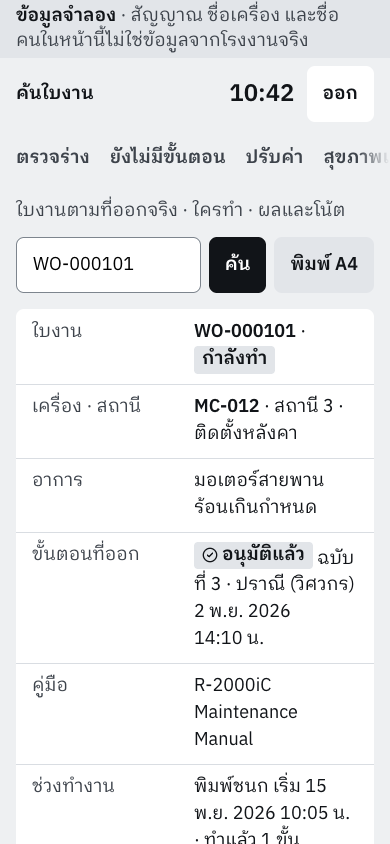 ข้อมูลจำลอง · สัญญาณ ชื่อเครื่อง และชื่อ
คนในหน้านี้ไม่ใช่ข้อมูลจากโรงงานจริง
ค้นใบงาน 10:42 ออก
ตรวจร่าง ยังไม่มีขั้นตอน ปรับค่า สุขภาพ
ใบงานตามที่ออกจริง · ใครทำ · ผลและโน้ต
WO-000101 ค้น พิมพ์ A4
ใบงาน WO-000101 ·
กำลังทำ
เครื่อง · สถานี MC-012 · สถานี 3 ·
ติดตั้งหลังคา
อาการ มอเตอร์สายพาน
ร้อนเกินกำหนด
ขั้นตอนที่ออก อนุมัติแล้ว ฉบับ
ที่ 3 · ปราณี (วิศวกร)
2 พ.ย. 2026
14:10 น.
คู่มือ R-2000iC
Maintenance
Manual
ช่วงทำงาน พิมพ์ชนก เริ่ม 15
พ.ย. 2026 10:05 น.
· ทำแล้ว 1 ขั้น